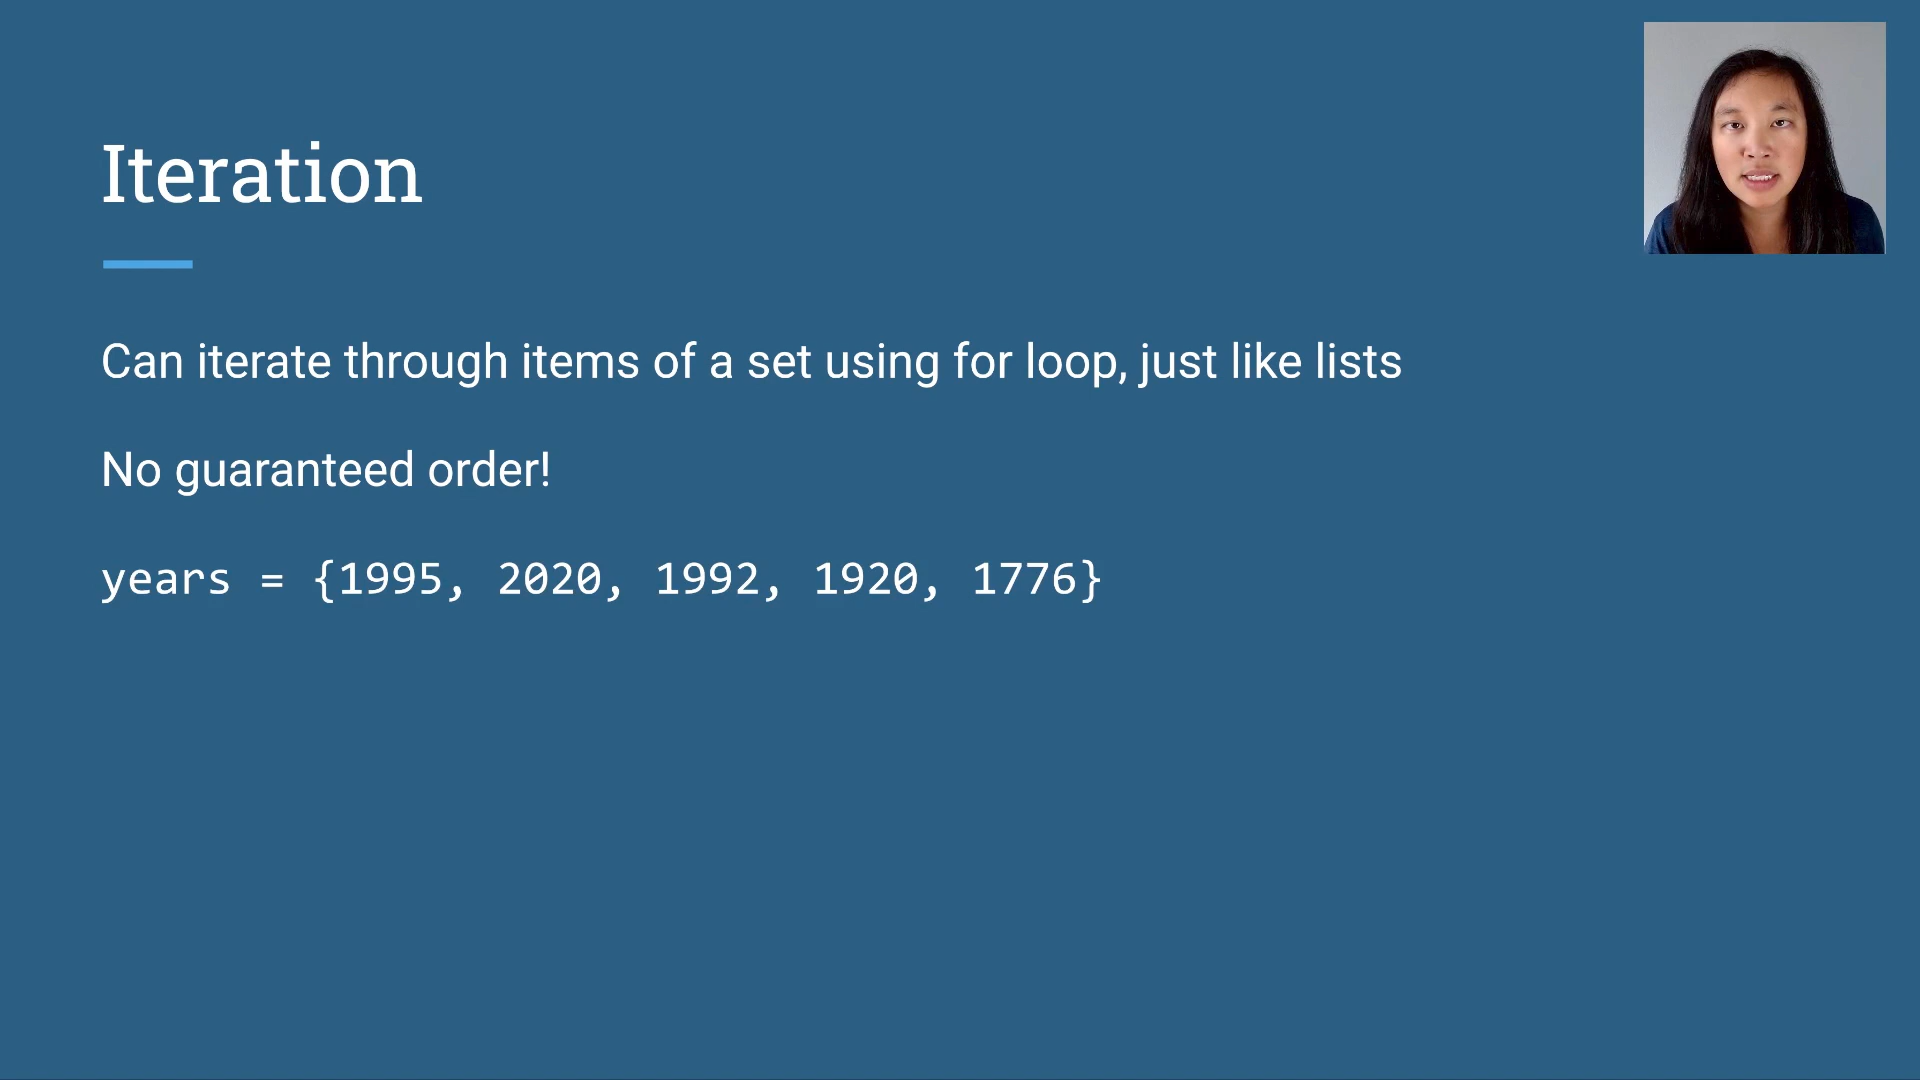 Iteration
Can iterate through items of a set using for loop, just like lists
No guaranteed order!
years = {1995, 2020, 1992, 1920, 1776}